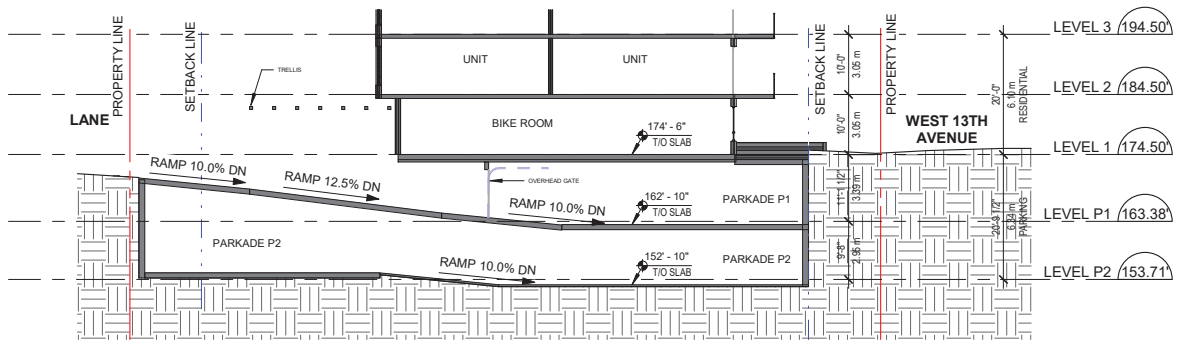 PROPERTY LINE
SETBACK LINE
TRELLIS
LANE
UNIT
UNIT
BIKE ROOM
174' - 6"
T/O SLAB
RAMP 10.0% DN
RAMP 12.5% DN
OVERHEAD GATE
RAMP 10.0% DN
162' - 10"
T/O SLAB
PARKADE P1
PARKADE P2
RAMP 10.0% DN
152' - 10"
T/O SLAB
PARKADE P2
SETBACK LINE
PROPERTY LINE
10'-0"
3.05 m
10'-0"
3.05 m
11'-1 1/2"
3.39 m
9'-8"
2.95 m
20'-0"
6.10 m
RESIDENTIAL
20'-9 1/2"
6.34 m
PARKING
WEST 13TH
AVENUE
LEVEL 3 194.50'
LEVEL 2 184.50'
LEVEL 1 174.50'
LEVEL P1 163.38'
LEVEL P2 153.71'